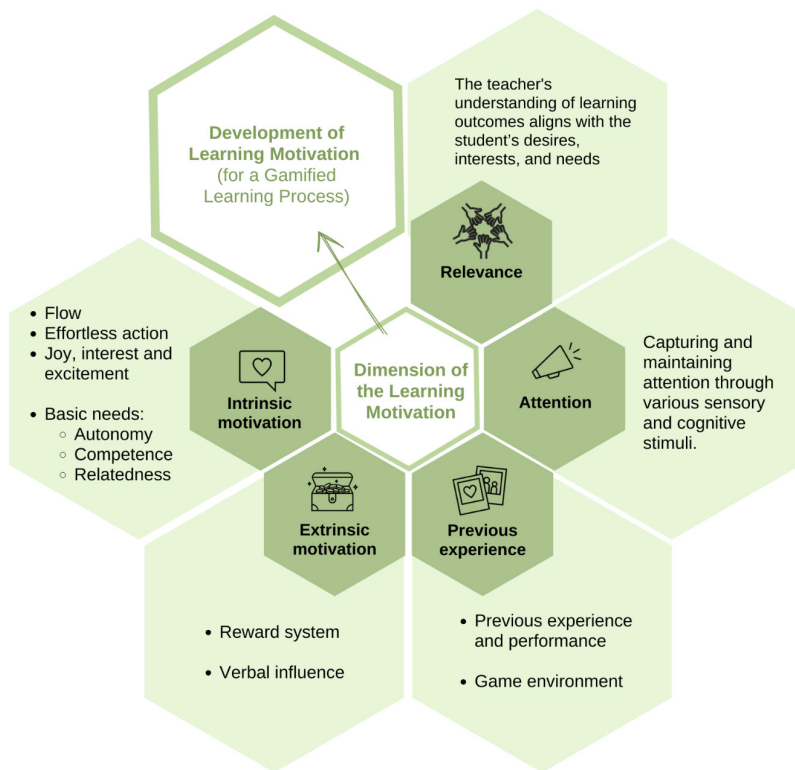 Development of
Learning Motivation
(for a Gamified
Learning Process)
The teacher's
understanding of learning
outcomes aligns with the
student's desires,
interests, and needs
Relevance
Capturing and
maintaining
attention through
various sensory
and cognitive
stimuli.
Attention
Dimension of
the Learning
Motivation
• Flow
• Effortless action
• Joy, interest and
excitement
• Basic needs:
○ Autonomy
○ Competence
○ Relatedness
Intrinsic
motivation
Extrinsic
motivation
• Reward system
• Verbal influence
Previous
experience
• Previous experience
and performance
• Game environment